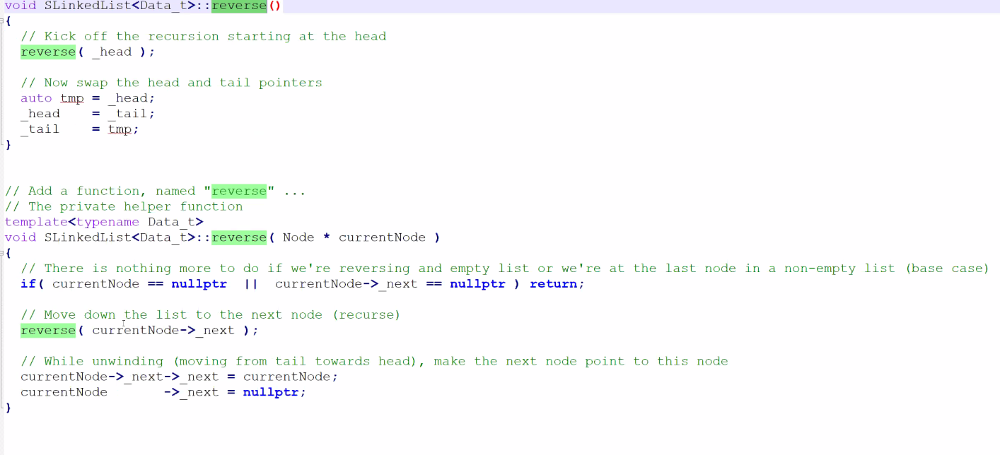 void SLinkedList<Data_t>::reverse()
{
  // Kick off the recursion starting at the head
  reverse( _head );
  // Now swap the head and tail pointers
  auto tmp = _head;
  _head    = _tail;
  _tail    = tmp;
}
// Add a function, named "reverse" ...
// The private helper function
template<typename Data_t>
void SLinkedList<Data_t>::reverse( Node * currentNode )
{
  // There is nothing more to do if we're reversing and empty list or we're at the last node in a non-empty list (base case)
  if( currentNode == nullptr  ||  currentNode->_next == nullptr ) return;
  // Move down the list to the next node (recurse)
  reverse( currentNode->_next );
  // While unwinding (moving from tail towards head), make the next node point to this node
  currentNode->_next->_next = currentNode;
  currentNode       ->_next = nullptr;
}